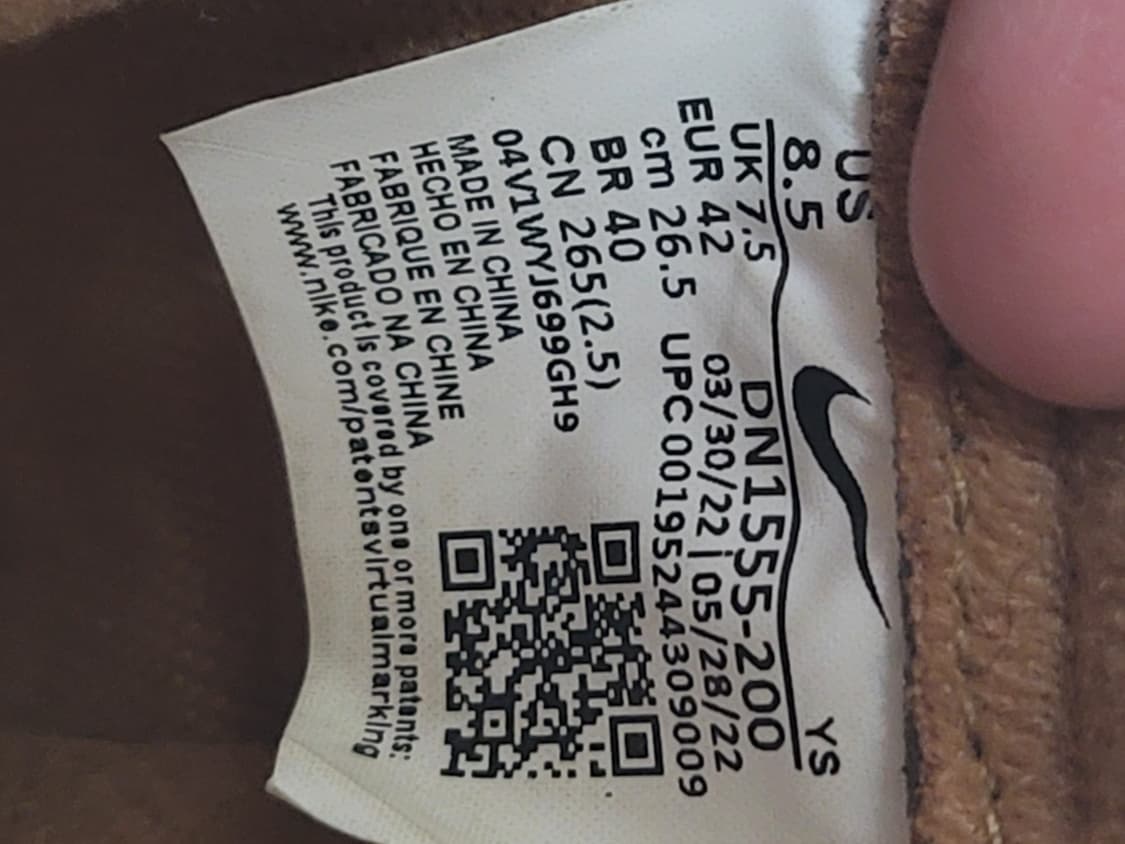 US
8.5 YS
UK 7.5 DN1555-200
EUR 42 03/30/22 | 05/28/22
cm 26.5 UPC 00195244309009
BR 40
CN 265(2.5)
04V1WYJ699GH9
MADE IN CHINA
HECHO EN CHINA
FABRIQUE EN CHINE
FABRICADO NA CHINA
This product is covered by one or more patents:
www.nike.com/patentsvirtualmarking